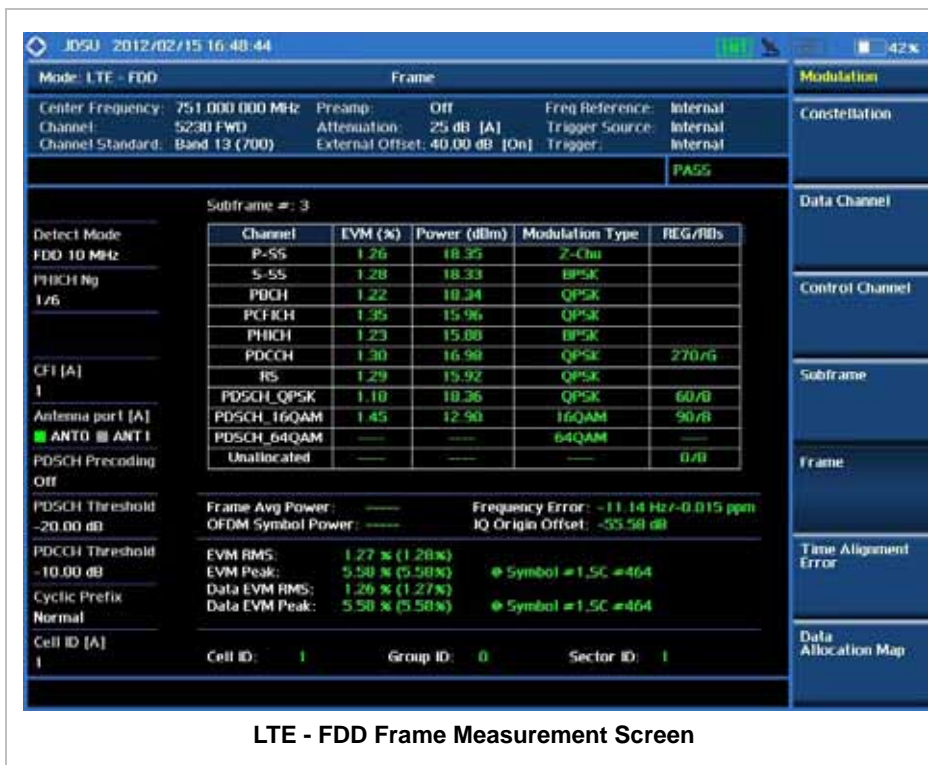 JDSU 2012/02/15 16:48:44
42%
Mode: LTE - FDD Frame
Center Frequency: 751.000 000 MHz Preamp: Off Freq Reference: Internal
Channel: 5230 FWD Attenuation: 25 dB [A] Trigger Source: Internal
Channel Standard: Band 13 (700) External Offset: 40.00 dB [On] Trigger: Internal
PASS
Subframe #: 3
Channel EVM (%) Power (dBm) Modulation Type REG/RBs
P-SS 1.26 18.35 Z-Chu
S-SS 1.28 18.33 BPSK
PBCH 1.22 18.34 QPSK
PCFICH 1.35 15.96 QPSK
PHICH 1.23 BPSK
PDCCH 1.30 16.98 QPSK 270/6
RS 1.29 15.92 QPSK
PDSCH_QPSK 18.36 QPSK
PDSCH_16QAM 1.45 12.90 16QAM
PDSCH_64QAM ---- ---- 64QAM ----
Unallocated ---- ---- ----
Frame Avg Power: ----- Frequency Error: -11.14 Hz/-0.015 ppm
OFDM Symbol Power: ----- IQ Origin Offset: -55.58 dB
EVM RMS: 1.27 % (1.28%)
EVM Peak: 5.58 % (5.58%) @ Symbol #1,SC #464
Data EVM RMS: 1.26 % (1.27%)
Data EVM Peak: 5.58 % (5.58%) @ Symbol #1,SC #464
Cell ID: 1 Group ID: 0 Sector ID: 1
Detect Mode
FDD 10 MHz
PHICH Ng
1/6
CFI [A]
1
Antenna port [A]
ANT0 ANT1
PDSCH Precoding
Off
PDSCH Threshold
-20.00 dB
PDCCH Threshold
-10.00 dB
Cyclic Prefix
Normal
Cell ID [A]
1
Modulation
Constellation
Data Channel
Control Channel
Subframe
Frame
Time Alignment
Error
Data
Allocation Map
LTE - FDD Frame Measurement Screen